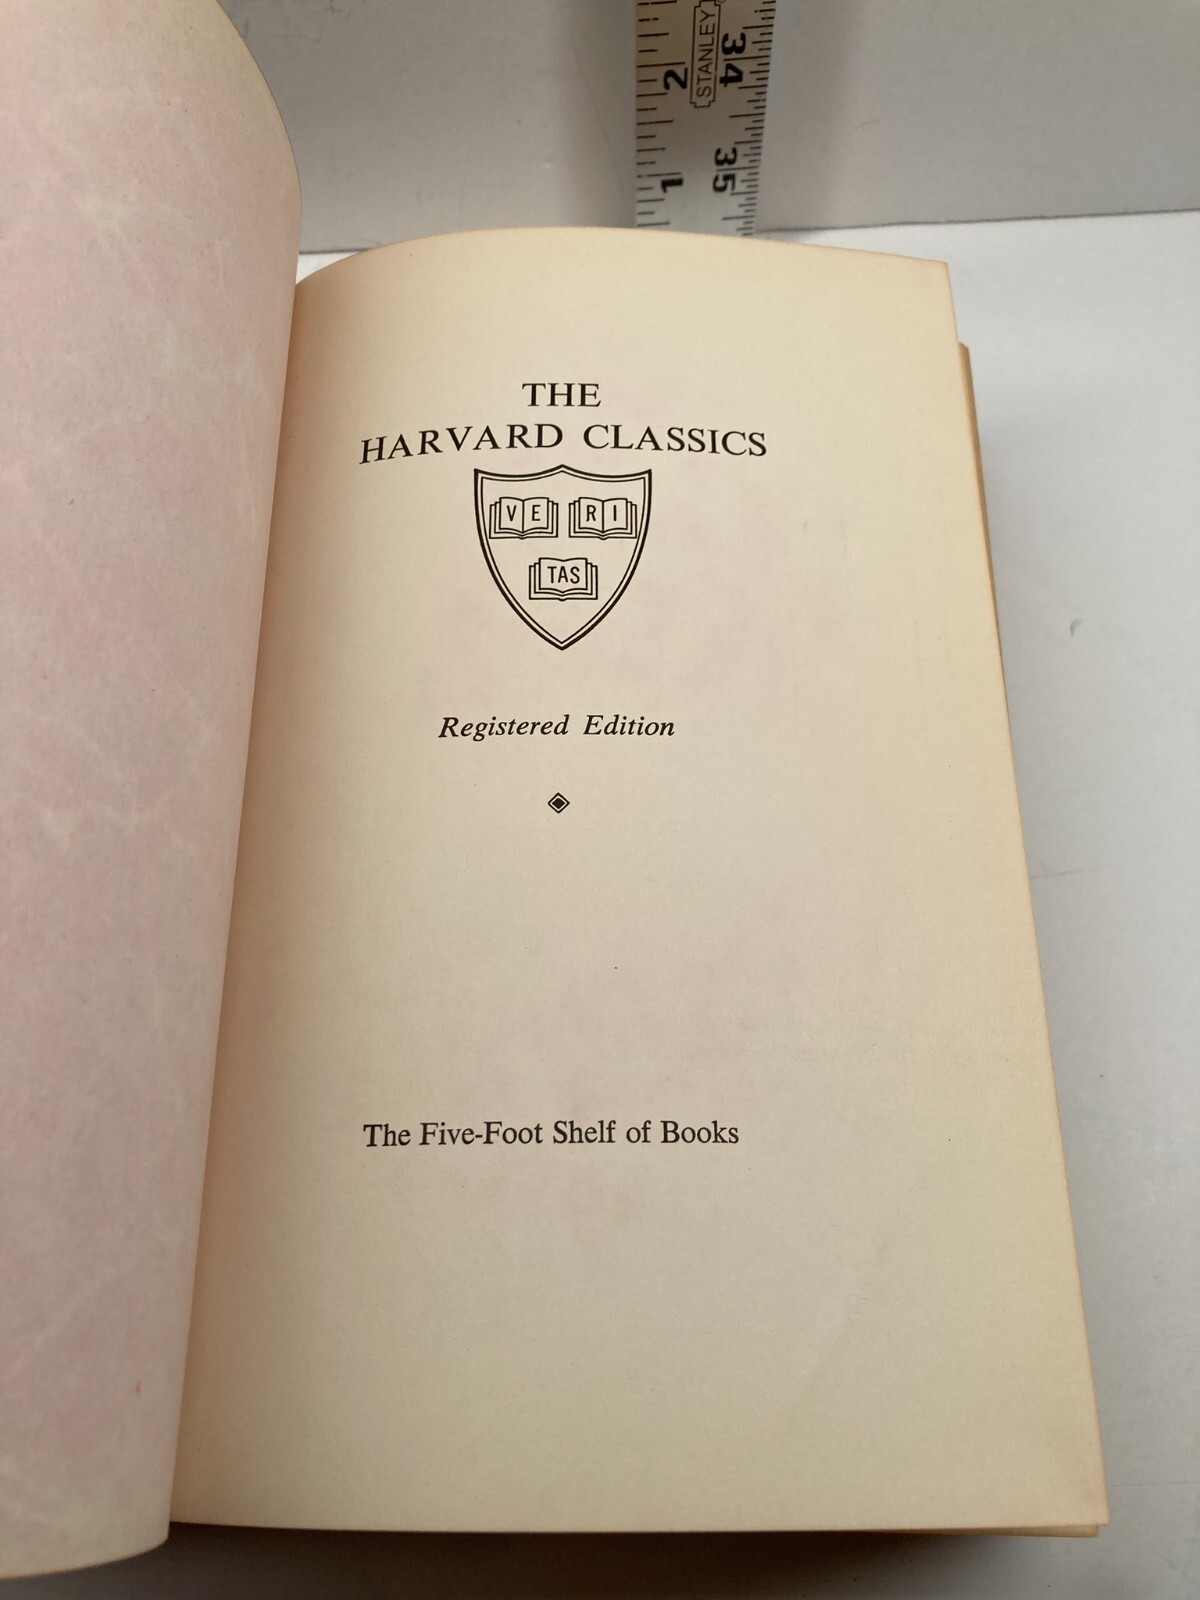 2 STANLEY 34
1 35
THE
HARVARD CLASSICS
VE RI
TAS
Registered Edition
The Five-Foot Shelf of Books